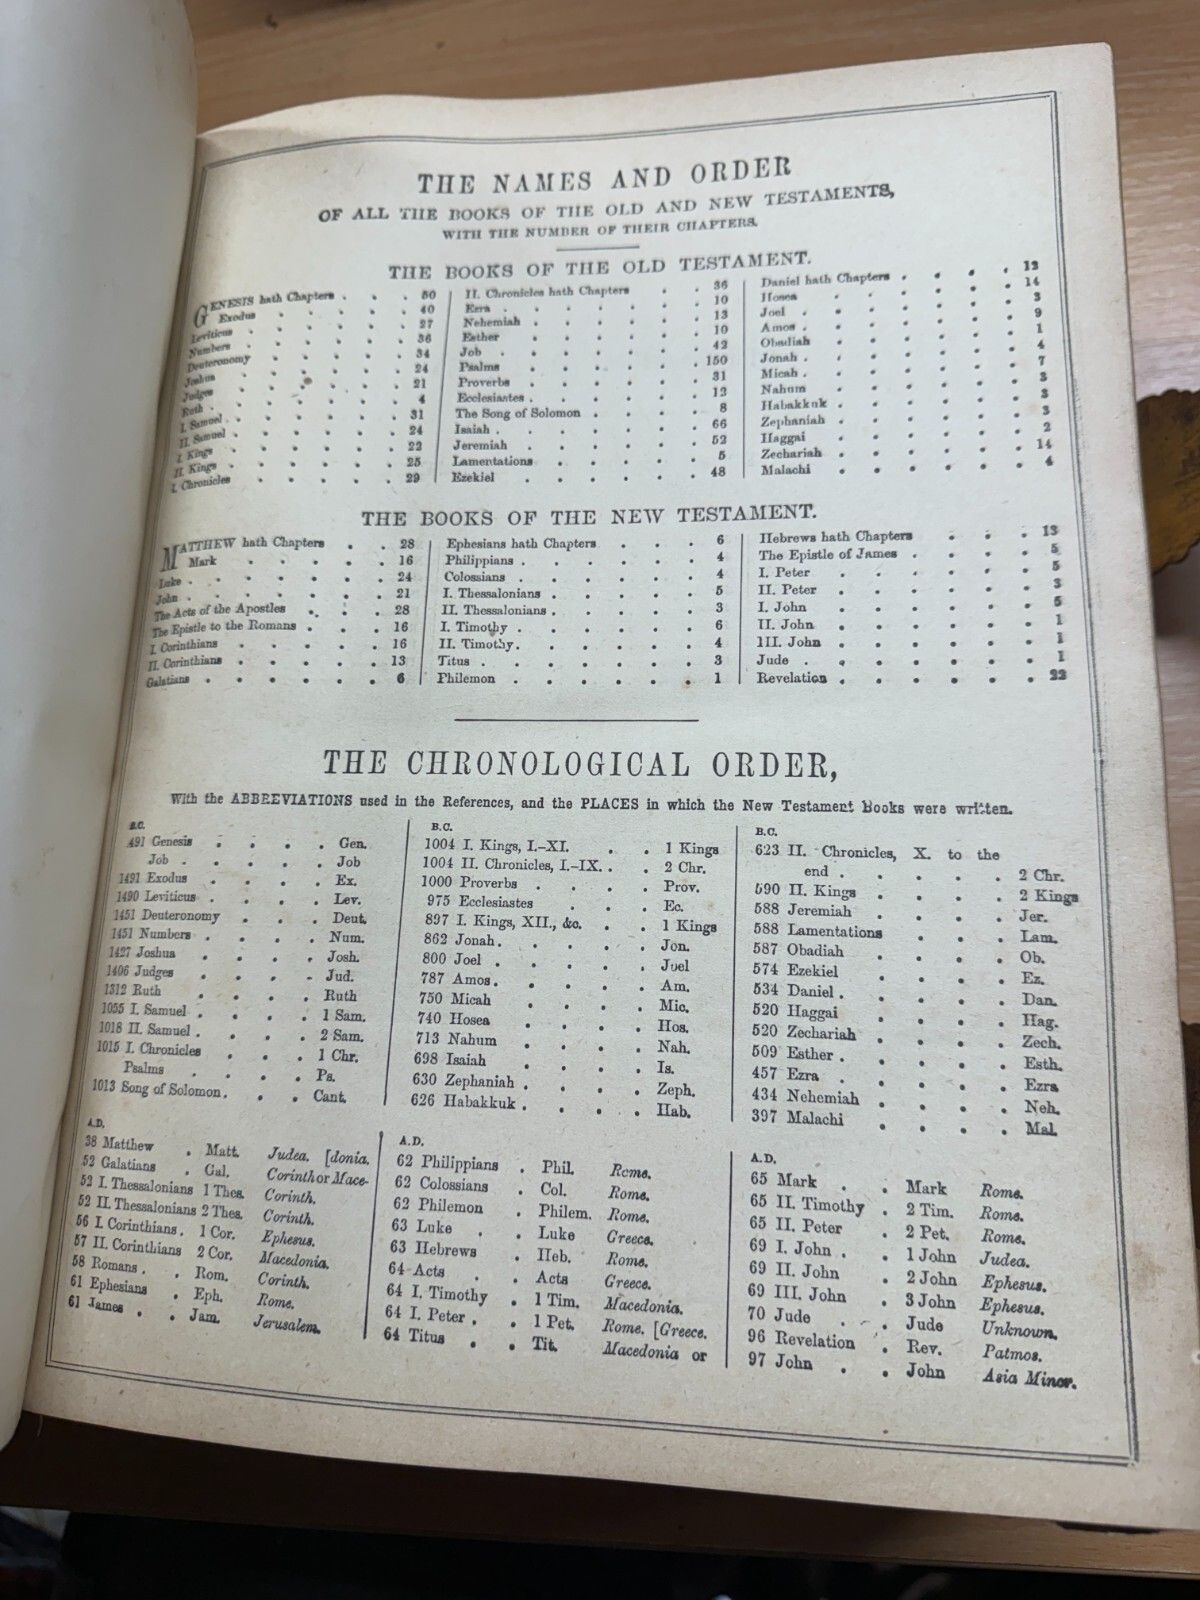 THE NAMES AND ORDER
OF ALL THE BOOKS OF THE OLD AND NEW TESTAMENTS,
WITH THE NUMBER OF THEIR CHAPTERS.
THE BOOKS OF THE OLD TESTAMENT.
GENESIS hath Chapters . . . 50
Exodus . . . . . 40
Leviticus . . . . . 27
Numbers . . . . . 36
Deuteronomy . . . . . 34
Joshua . . . . . 24
Judges . . . . . 21
Ruth . . . . . 4
I. Samuel . . . . . 31
II. Samuel . . . . . 24
I. Kings . . . . . 22
II. Kings . . . . . 25
I. Chronicles . . . . . 29
II. Chronicles hath Chapters . . 36
Ezra . . . . . . 10
Nehemiah . . . . . 13
Esther . . . . . 10
Job . . . . . . 42
Psalms . . . . . 150
Proverbs . . . . . 31
Ecclesiastes . . . . . 12
The Song of Solomon . . . . 8
Isaiah . . . . . . 66
Jeremiah . . . . . 52
Lamentations . . . . . 5
Ezekiel . . . . . 48
Daniel hath Chapters . . . . 12
Hosea . . . . . 14
Joel . . . . . 3
Amos . . . . . 9
Obadiah . . . . . 1
Jonah . . . . . 4
Micah . . . . . 7
Nahum . . . . . 3
Habakkuk . . . . . 3
Zephaniah . . . . . 3
Haggai . . . . . 2
Zechariah . . . . . 14
Malachi . . . . . 4
THE BOOKS OF THE NEW TESTAMENT.
MATTHEW hath Chapters . . 28
Mark . . . . . 16
Luke . . . . . . 24
John . . . . . . 21
The Acts of the Apostles . . . 28
The Epistle to the Romans . . . 16
I. Corinthians . . . . . 16
II. Corinthians . . . . . 13
Galatians . . . . . . 6
Ephesians hath Chapters . . . 6
Philippians . . . . . . 4
Colossians . . . . . . 4
I. Thessalonians . . . . . 5
II. Thessalonians . . . . . 3
I. Timothy . . . . . . 6
II. Timothy . . . . . . 4
Titus . . . . . . . 3
Philemon . . . . . . 1
Hebrews hath Chapters . . . 13
The Epistle of James . . . . 5
I. Peter . . . . . 5
II. Peter . . . . . 3
I. John . . . . . 5
II. John . . . . . 1
III. John . . . . . 1
Jude . . . . . . 1
Revelation . . . . . . 22
THE CHRONOLOGICAL ORDER,
With the ABBREVIATIONS used in the References, and the PLACES in which the New Testament Books were written.
B.C.
491 Genesis . . . . Gen.
Job . . . . . Job
1491 Exodus . . . . Ex.
1490 Leviticus . . . . Lev.
1451 Deuteronomy . . . Deut.
1451 Numbers . . . . Num.
1427 Joshua . . . . Josh.
1406 Judges . . . . Jud.
1312 Ruth . . . . Ruth
1055 I. Samuel . . . . 1 Sam.
1018 II. Samuel . . . . 2 Sam.
1015 I. Chronicles . . . 1 Chr.
Psalms . . . . Ps.
1013 Song of Solomon . . . Cant.
B.C.
1004 I. Kings, I.-XI. . . 1 Kings
1004 II. Chronicles, I.-IX. . . 2 Chr.
1000 Proverbs . . . . Prov.
975 Ecclesiastes . . . Ec.
897 I. Kings, XII., &c. . . 1 Kings
862 Jonah . . . . . Jon.
800 Joel . . . . . Joel
787 Amos . . . . . Am.
750 Micah . . . . Mic.
740 Hosea . . . . Hos.
713 Nahum . . . . Nah.
698 Isaiah . . . . Is.
630 Zephaniah . . . . Zeph.
626 Habakkuk . . . . Hab.
B.C.
623 II. Chronicles, X. to the
end . . . . . 2 Chr.
590 II. Kings . . . . 2 Kings
588 Jeremiah . . . . Jer.
588 Lamentations . . . Lam.
587 Obadiah . . . . Ob.
574 Ezekiel . . . . Ez.
534 Daniel . . . . . Dan.
520 Haggai . . . . Hag.
520 Zechariah . . . . Zech.
509 Esther . . . . . Esth.
457 Ezra . . . . . Ezra
434 Nehemiah . . . . Neh.
397 Malachi . . . . Mal.
A.D.
38 Matthew . Matt. Judea. [donia.
52 Galatians . Gal. Corinth or Mace-
52 I. Thessalonians 1 Thes. Corinth.
52 II. Thessalonians 2 Thes. Corinth.
56 I. Corinthians . 1 Cor. Ephesus.
57 II. Corinthians 2 Cor. Macedonia.
58 Romans . . Rom. Corinth.
61 Ephesians . Eph. Rome.
61 James . . Jam. Jerusalem.
A.D.
62 Philippians . Phil. Rome.
62 Colossians . Col. Rome.
62 Philemon . Philem. Rome.
63 Luke . . Luke Greece.
63 Hebrews . Heb. Rome.
64 Acts . . Acts Greece.
64 I. Timothy . 1 Tim. Macedonia.
64 I. Peter . . 1 Pet. Rome. [Greece.
64 Titus . . Tit. Macedonia or
A.D.
65 Mark . . Mark Rome.
65 II. Timothy . 2 Tim. Rome.
65 II. Peter . 2 Pet. Rome.
69 I. John . . 1 John Judea.
69 II. John . 2 John Ephesus.
69 III. John . 3 John Ephesus.
70 Jude . . Jude Unknown.
96 Revelation . Rev. Patmos.
97 John . . John Asia Minor.